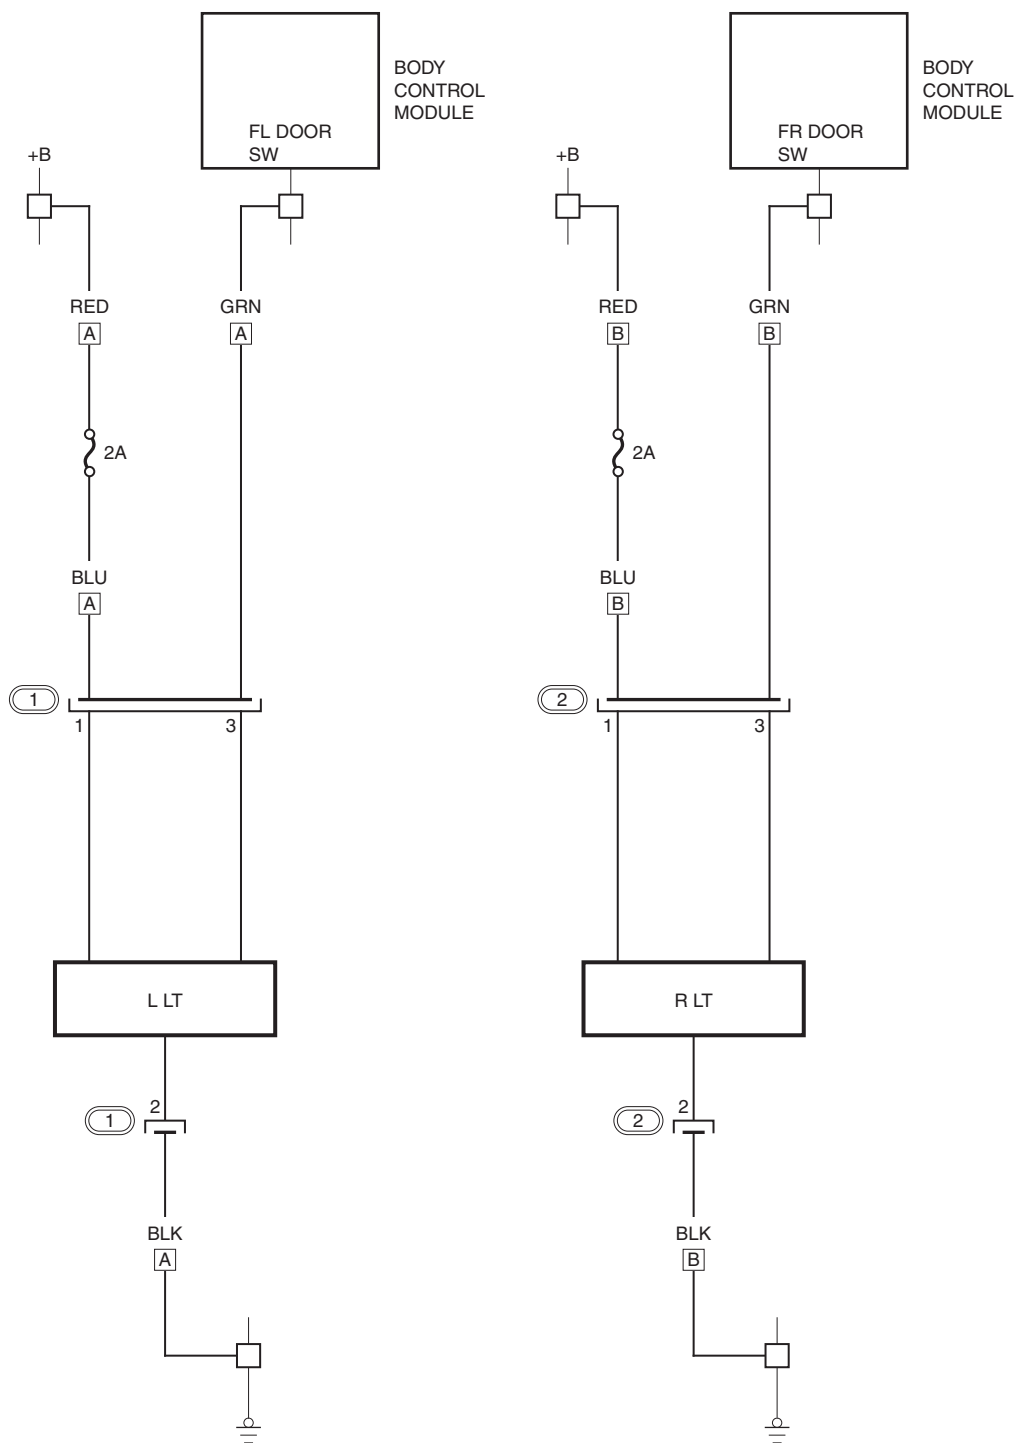 BODY
CONTROL
MODULE
FL DOOR
SW
+B
RED
GRN
A
A
2A
BLU
A
1
1
3
L LT
2
1
BLK
A
BODY
CONTROL
MODULE
FR DOOR
SW
+B
RED
GRN
B
B
2A
BLU
B
2
1
3
R LT
2
2
BLK
B